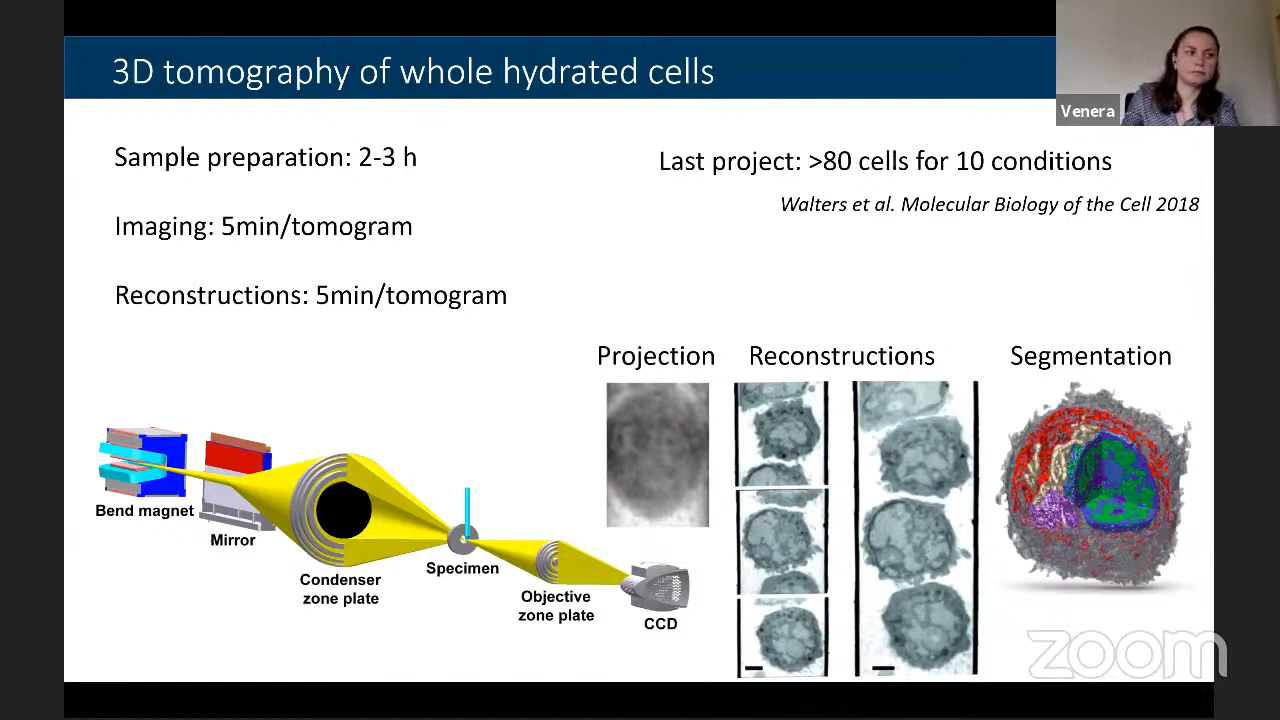 3D tomography of whole hydrated cells
Venera
Sample preparation: 2-3 h
Last project: >80 cells for 10 conditions
Walters et al. Molecular Biology of the Cell 2018
Imaging: 5min/tomogram
Reconstructions: 5min/tomogram
Projection
Reconstructions
Segmentation
Bend magnet
Mirror
Condenser
zone plate
Specimen
Objective
zone plate
CCD
zoom